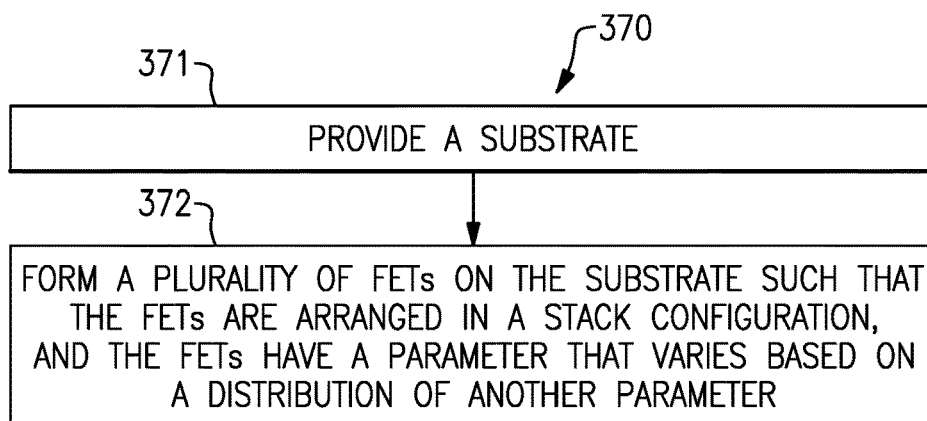 370
371
PROVIDE A SUBSTRATE
372
FORM A PLURALITY OF FETs ON THE SUBSTRATE SUCH THAT
THE FETs ARE ARRANGED IN A STACK CONFIGURATION,
AND THE FETs HAVE A PARAMETER THAT VARIES BASED ON
A DISTRIBUTION OF ANOTHER PARAMETER